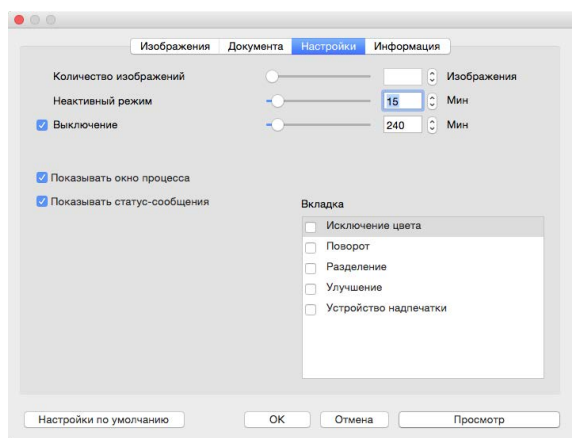 Изображения Документа Настройки Информация
Количество изображений Изображения
Неактивный режим 15 Мин
Выключение 240 Мин
Показывать окно процесса
Показывать статус-сообщения
Вкладка
Исключение цвета
Поворот
Разделение
Улучшение
Устройство надпечатки
Настройки по умолчанию OK Отмена Просмотр